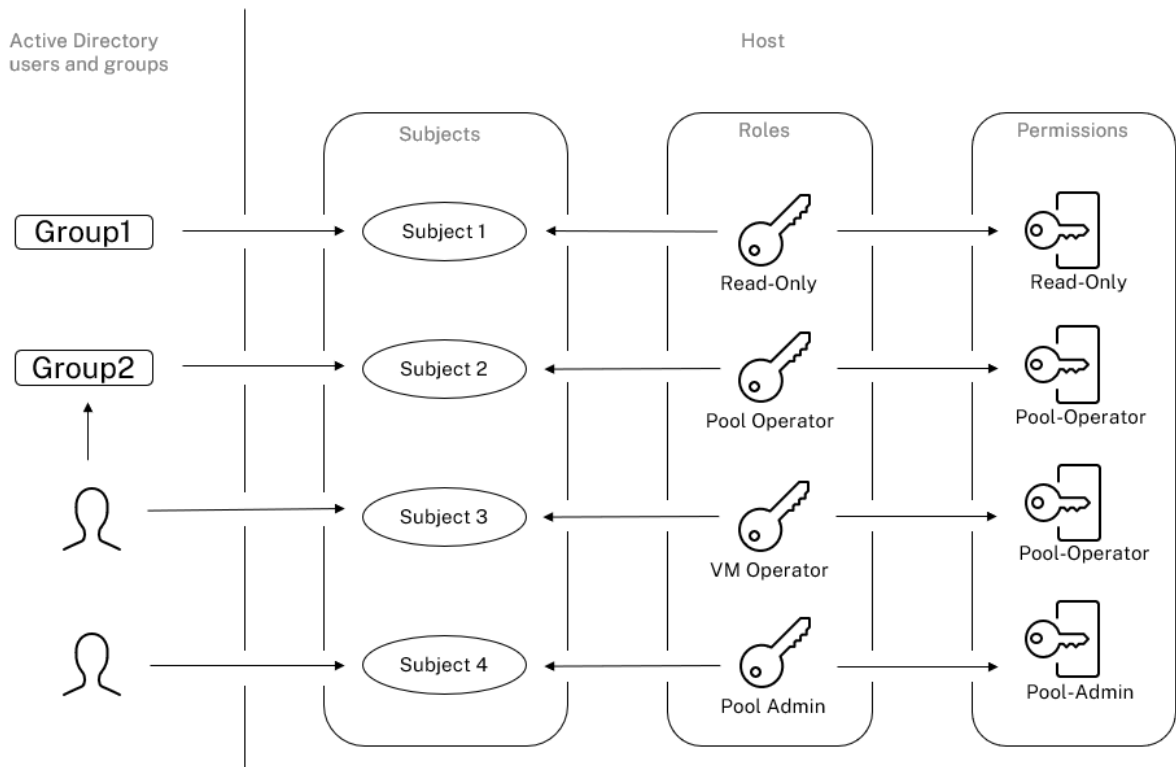 Active Directory
users and groups
Host
Subjects
Roles
Permissions
Group1
Subject 1
Read-Only
Read-Only
Group2
Subject 2
Pool Operator
Pool-Operator
Subject 3
VM Operator
Pool-Operator
Subject 4
Pool Admin
Pool-Admin